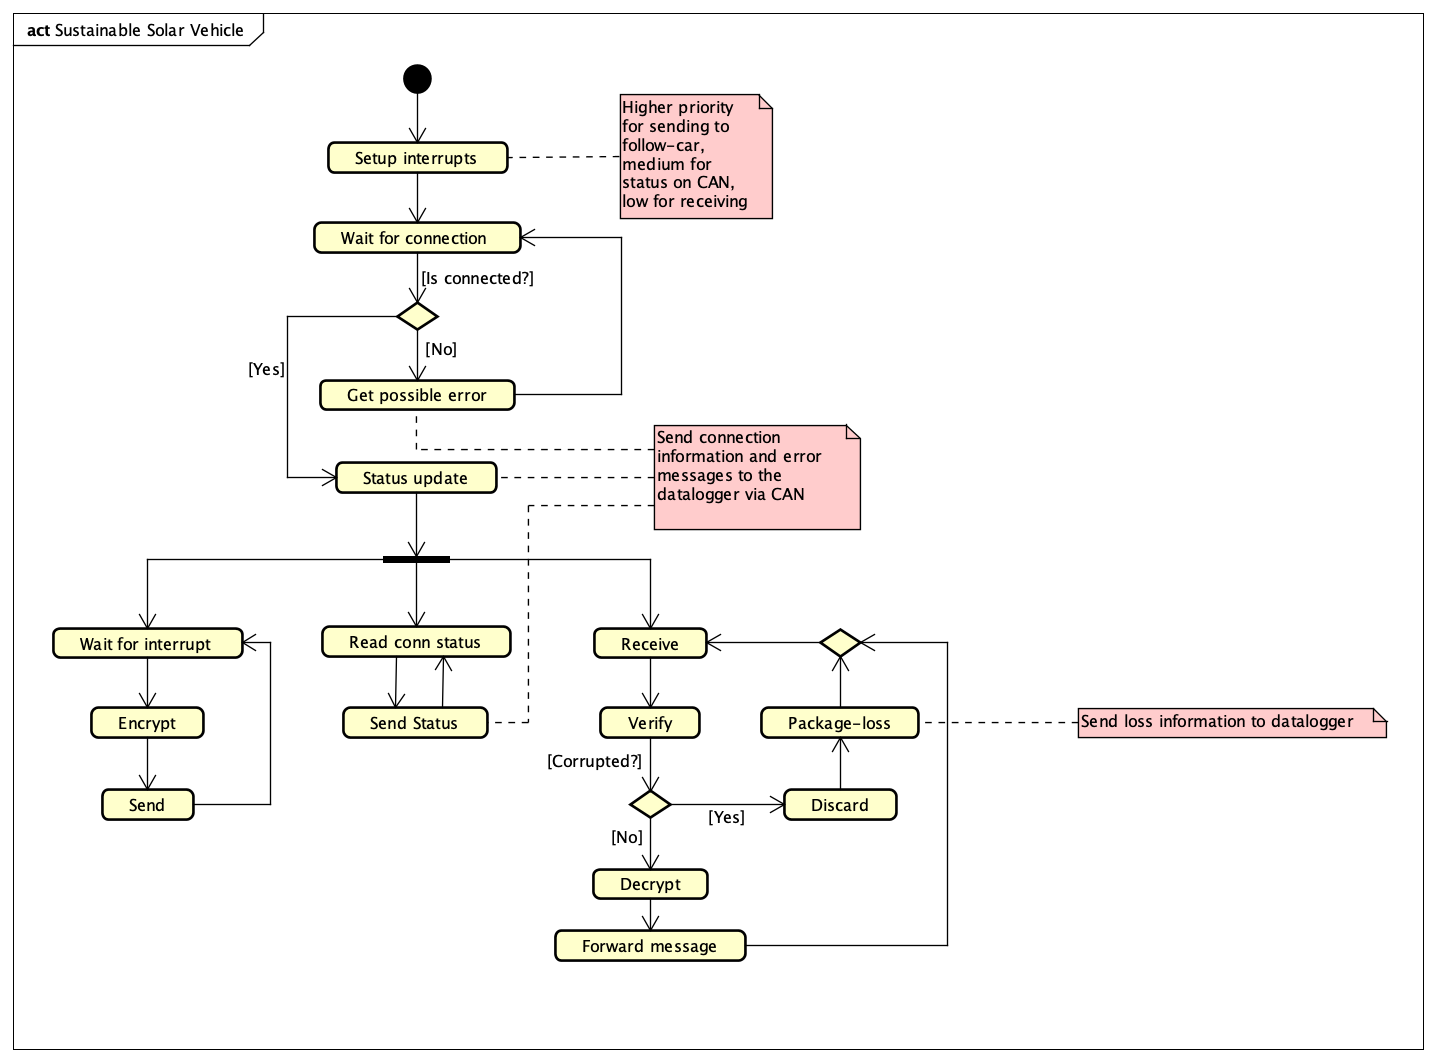 act Sustainable Solar Vehicle
Higher priority
for sending to
follow-car,
medium for
status on CAN,
low for receiving
Setup interrupts
Wait for connection
[Is connected?]
[No]
[Yes]
Get possible error
Send connection
information and error
messages to the
datalogger via CAN
Status update
Wait for interrupt
Read conn status
Receive
Encrypt
Send Status
Verify
Package-loss
Send loss information to datalogger
[Corrupted?]
Send
[Yes]
Discard
[No]
Decrypt
Forward message